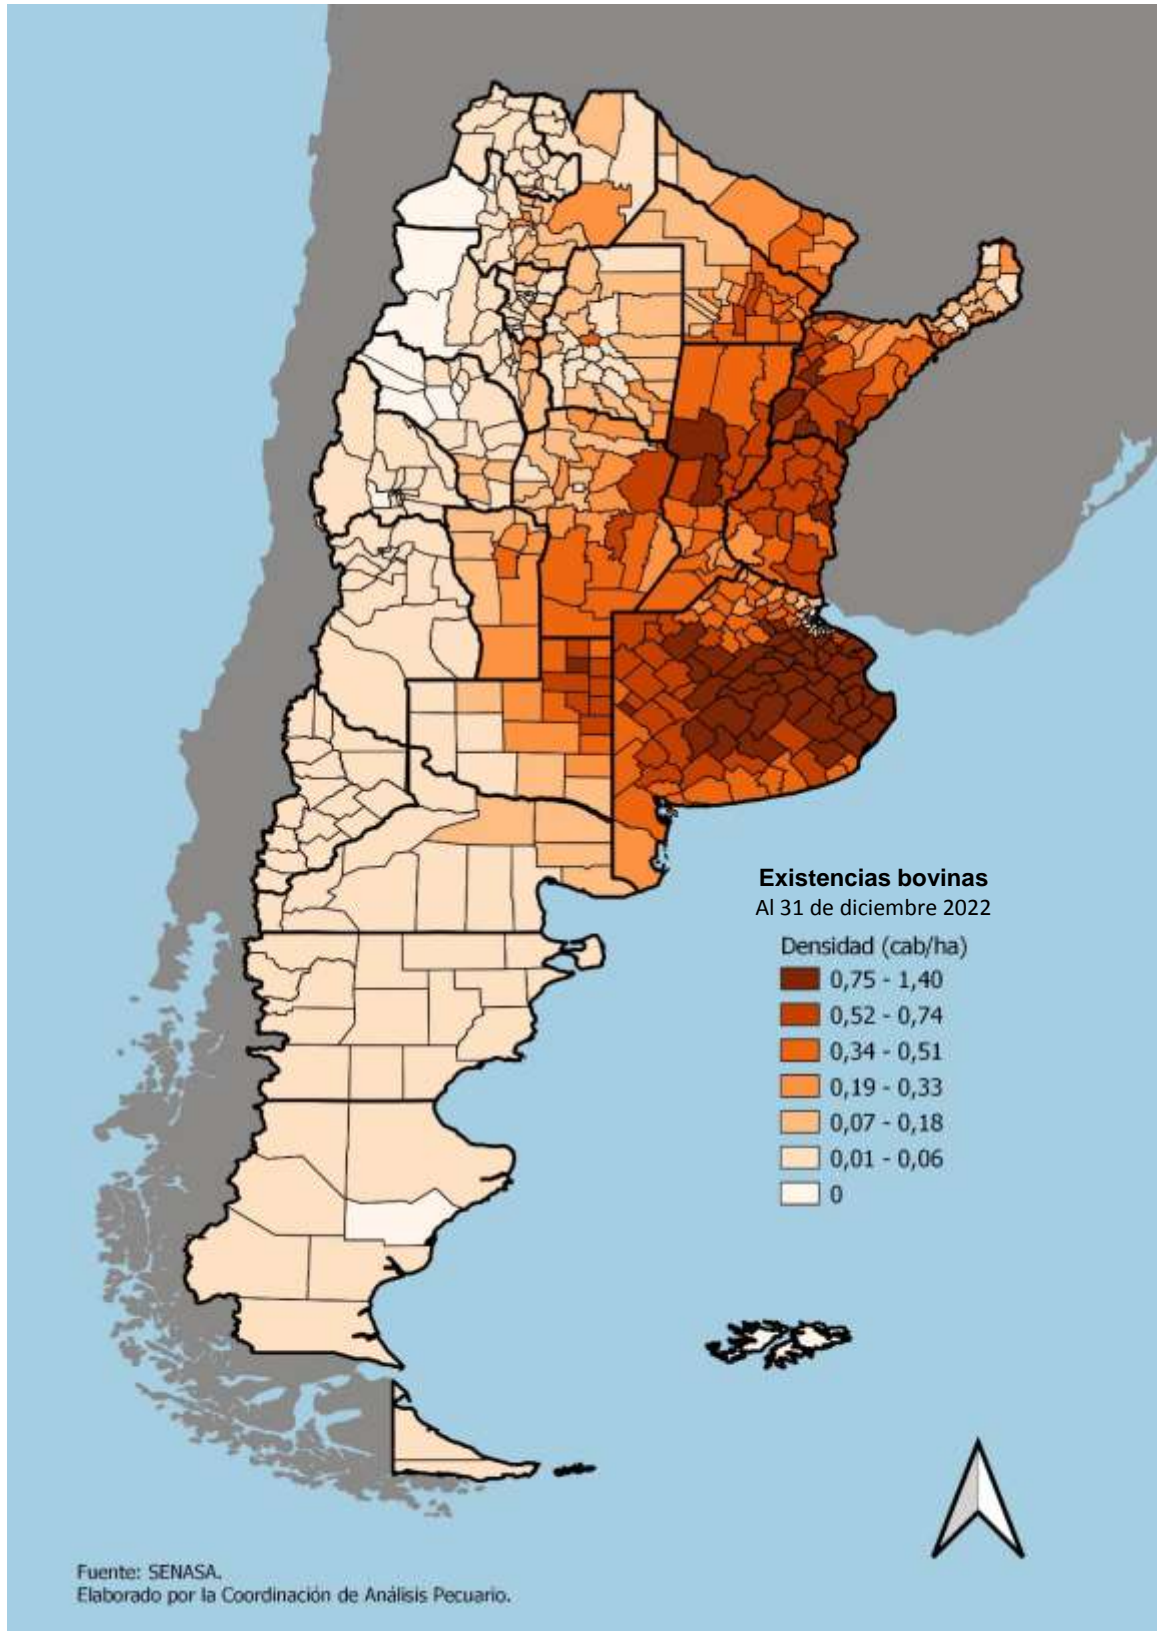 Existencias bovinas
Al 31 de diciembre 2022
Densidad (cab/ha)
0,75 - 1,40
0,52 - 0,74
0,34 - 0,51
0,19 - 0,33
0,07 - 0,18
0,01 - 0,06
0
Fuente: SENASA.
Elaborado por la Coordinación de Análisis Pecuario.